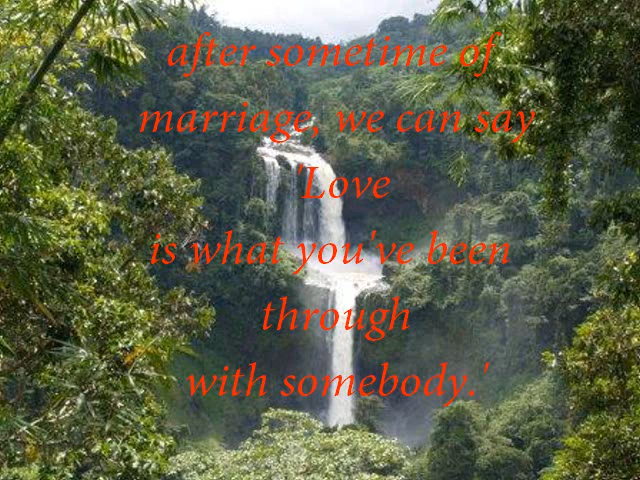 after sometime of
marriage, we can say
'Love
is what you've been
through
with somebody.'